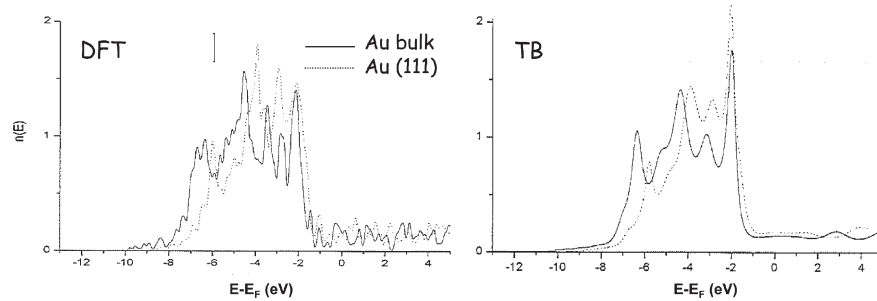 DFT
Au bulk
Au (111)
n(E)
2
1
0
-12 -10 -8 -6 -4 -2 0 2 4
E-E_F (eV)
TB
2
1
0
-12 -10 -8 -6 -4 -2 0 2 4
E-E_F (eV)